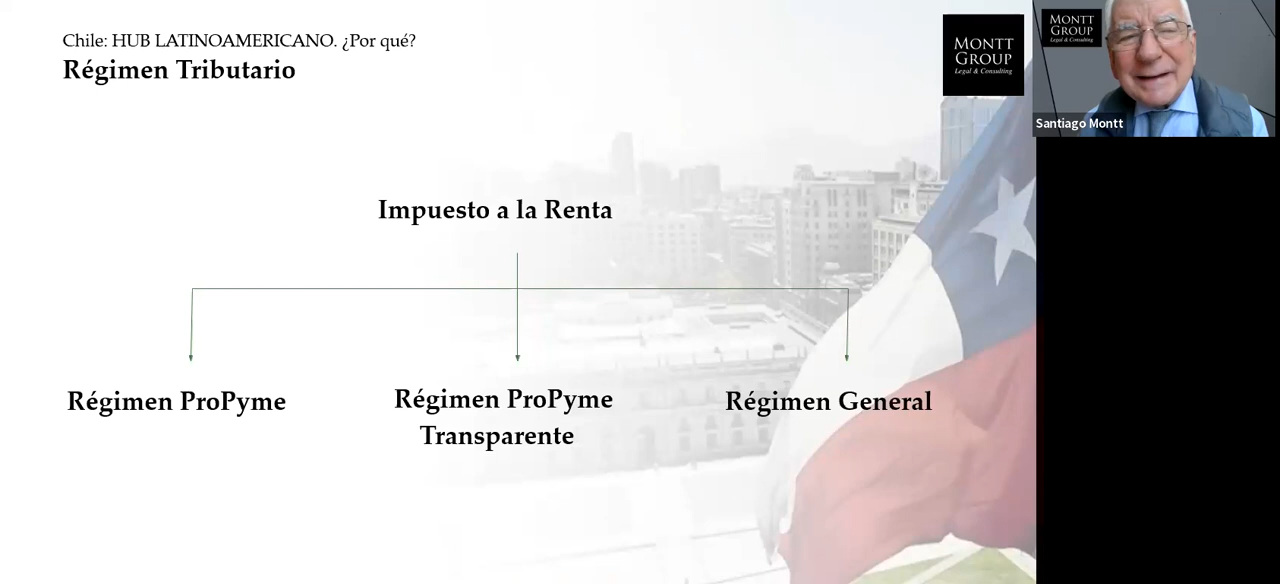 Chile: HUB LATINOAMERICANO. ¿Por qué?
Régimen Tributario
MONTT
GROUP
Legal & Consulting
MONTT
GROUP
Legal & Consulting
Santiago Montt
Impuesto a la Renta
Régimen ProPyme
Régimen ProPyme
Transparente
Régimen General